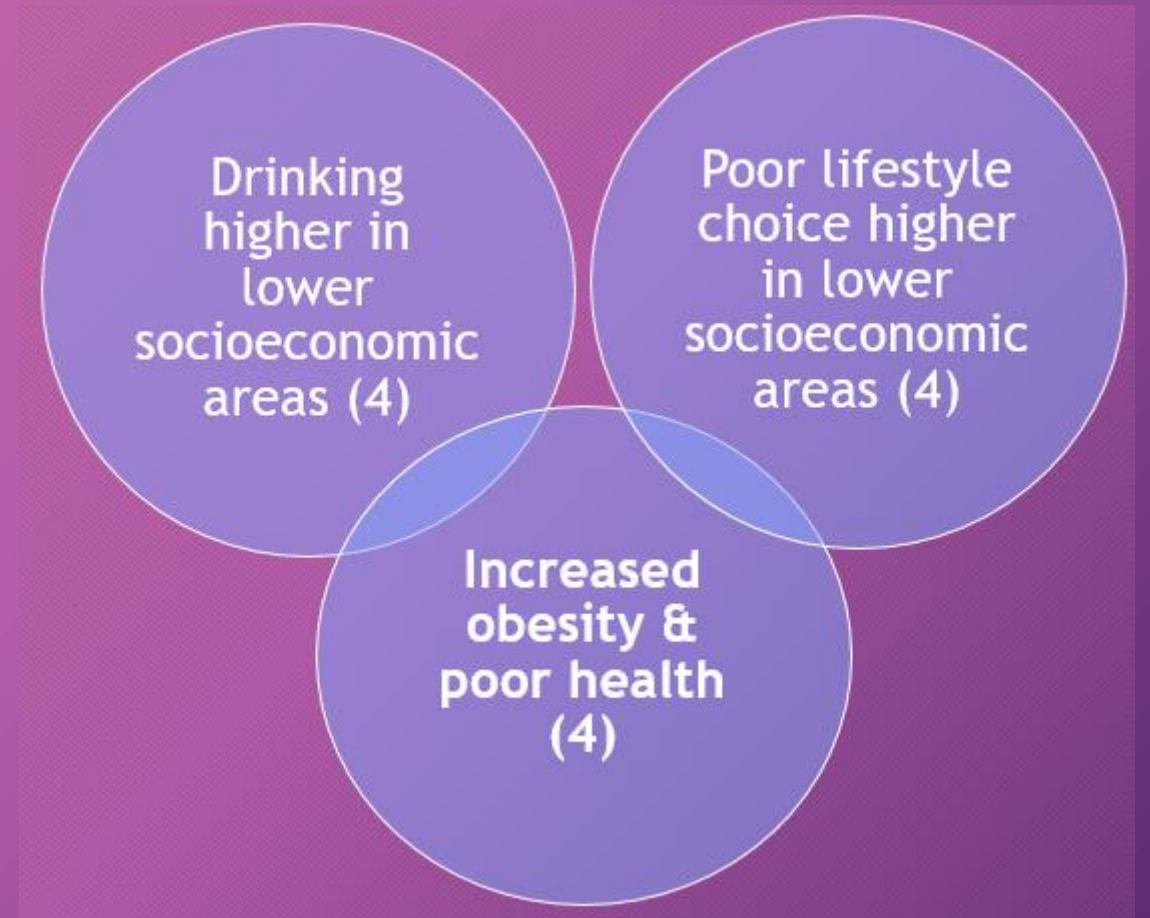 Drinking
higher in
lower
socioeconomic
areas (4)
Poor lifestyle
choice higher
in lower
socioeconomic
areas (4)
Increased
obesity &
poor health
(4)